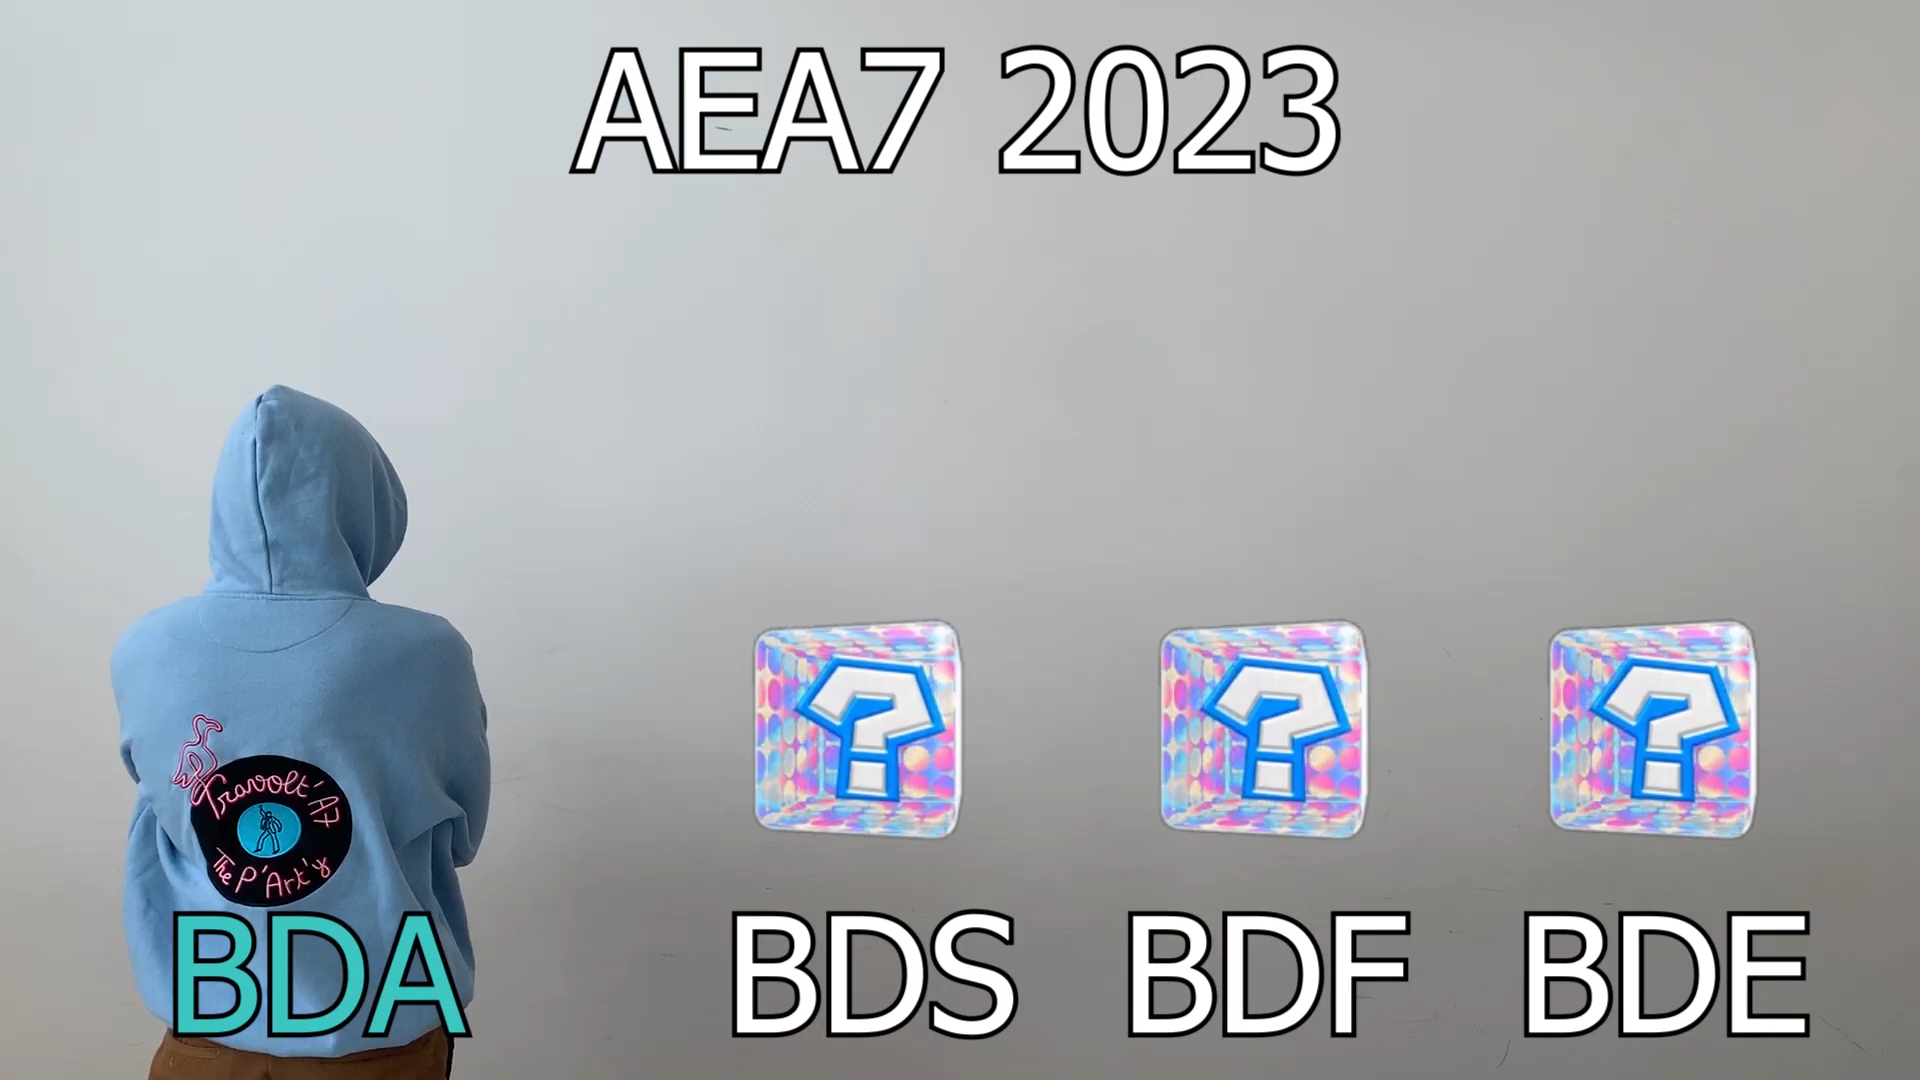 AEA7 2023
Travolt'A7
The P'Art'y
?
?
?
BDA
BDS
BDF
BDE